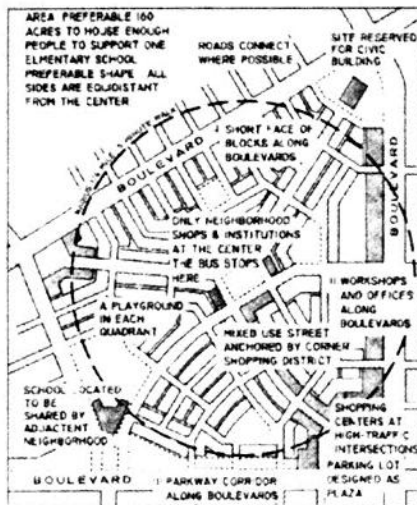 AREA PREFERABLE 160
ACRES TO HOUSE ENOUGH
PEOPLE TO SUPPORT ONE
ELMENTARY SCHOOL
PREFERABLE SHAPE ALL
SIDES ARE EQUIDISTANT
FROM THE CENTER
ROADS CONNECT
WHERE POSSIBLE
SITE RESERVED
FOR CIVIC
BUILDING
BOULEVARD
BOULEVARD
SHORT FACE OF
BLOCKS ALONG
BOULEVARDS
ONLY NEIGHBORHOOD
SHOPS & INSTITUTIONS
AT THE CENTER
THE BUS STOPS
HERE
A PLAYGROUND
IN EACH
QUADRANT
WORKSHOPS
AND OFFICES
ALONG
BOULEVARDS
MIXED USE STREET
ANCHORED BY CORNER
SHOPPING DISTRICT
SCHOOL LOCATED
TO BE
SHARED BY
ADJACTENT
NEIGHBORHOOD
SHOPPING
CENTERS AT
HIGH-TRAFFIC
INTERSECTIONS
PARKING LOT
DESIGNED AS
PLAZA
BOULEVARD
PARKWAY CORRIDOR
ALONG BOULEVARDS